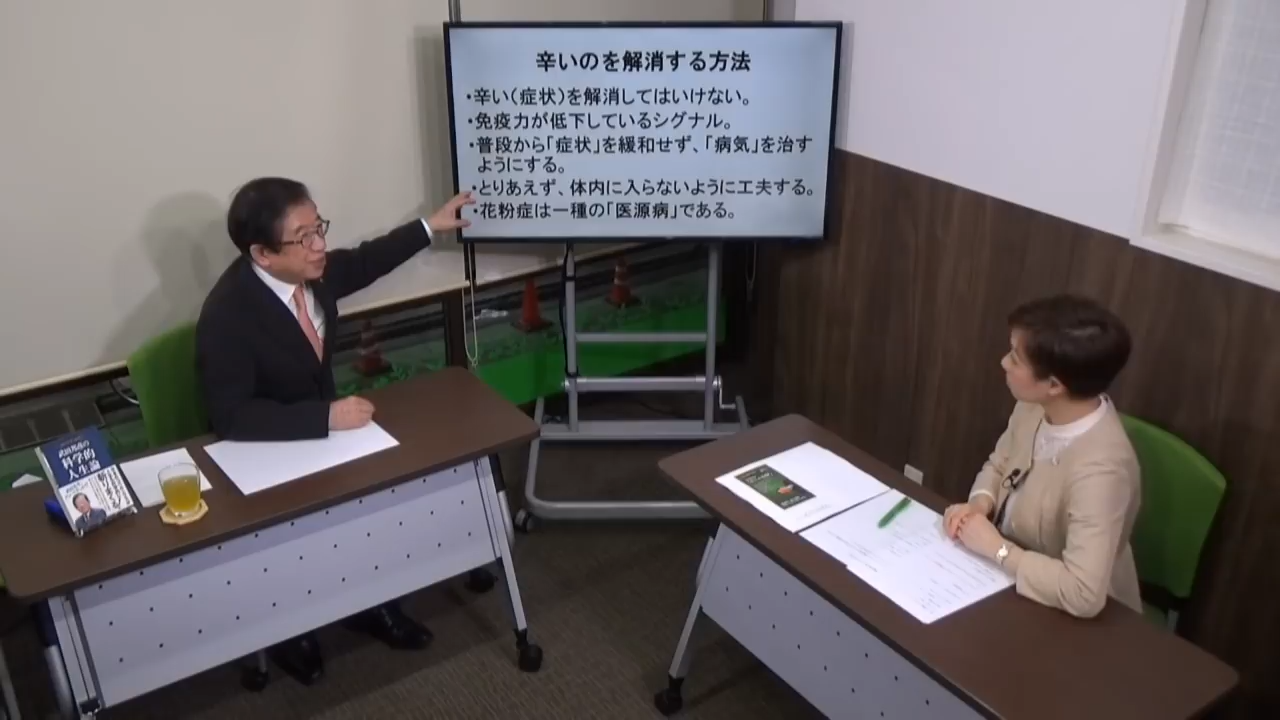 辛いのを解消する方法
・辛い（症状）を解消してはいけない。
・免疫力が低下しているシグナル。
・普段から「症状」を緩和せず、「病気」を治す
ようにする。
・とりあえず、体内に入らないように工夫する。
・花粉症は一種の「医源病」である。
武田邦彦の
科学的
人生論